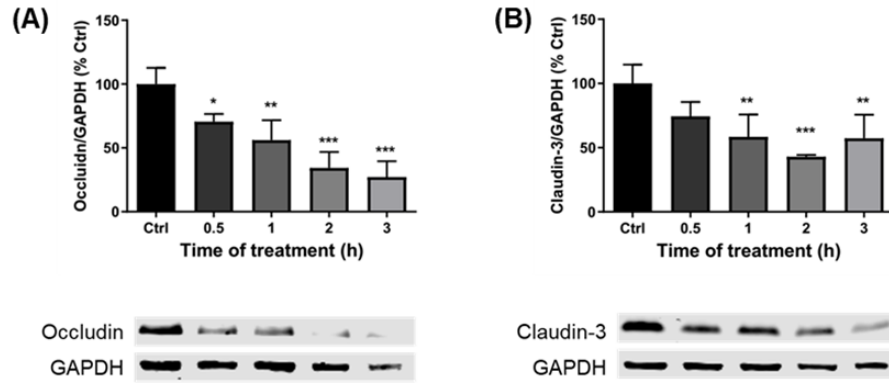 (A)
Occluidn/GAPDH (% Ctrl)
150
100
50
0
*
**
***
***
Ctrl 0.5 1 2 3
Time of treatment (h)
Occludin
GAPDH
(B)
Claudin-3/GAPDH (% Ctrl)
150
100
50
0
**
***
**
Ctrl 0.5 1 2 3
Time of treatment (h)
Claudin-3
GAPDH